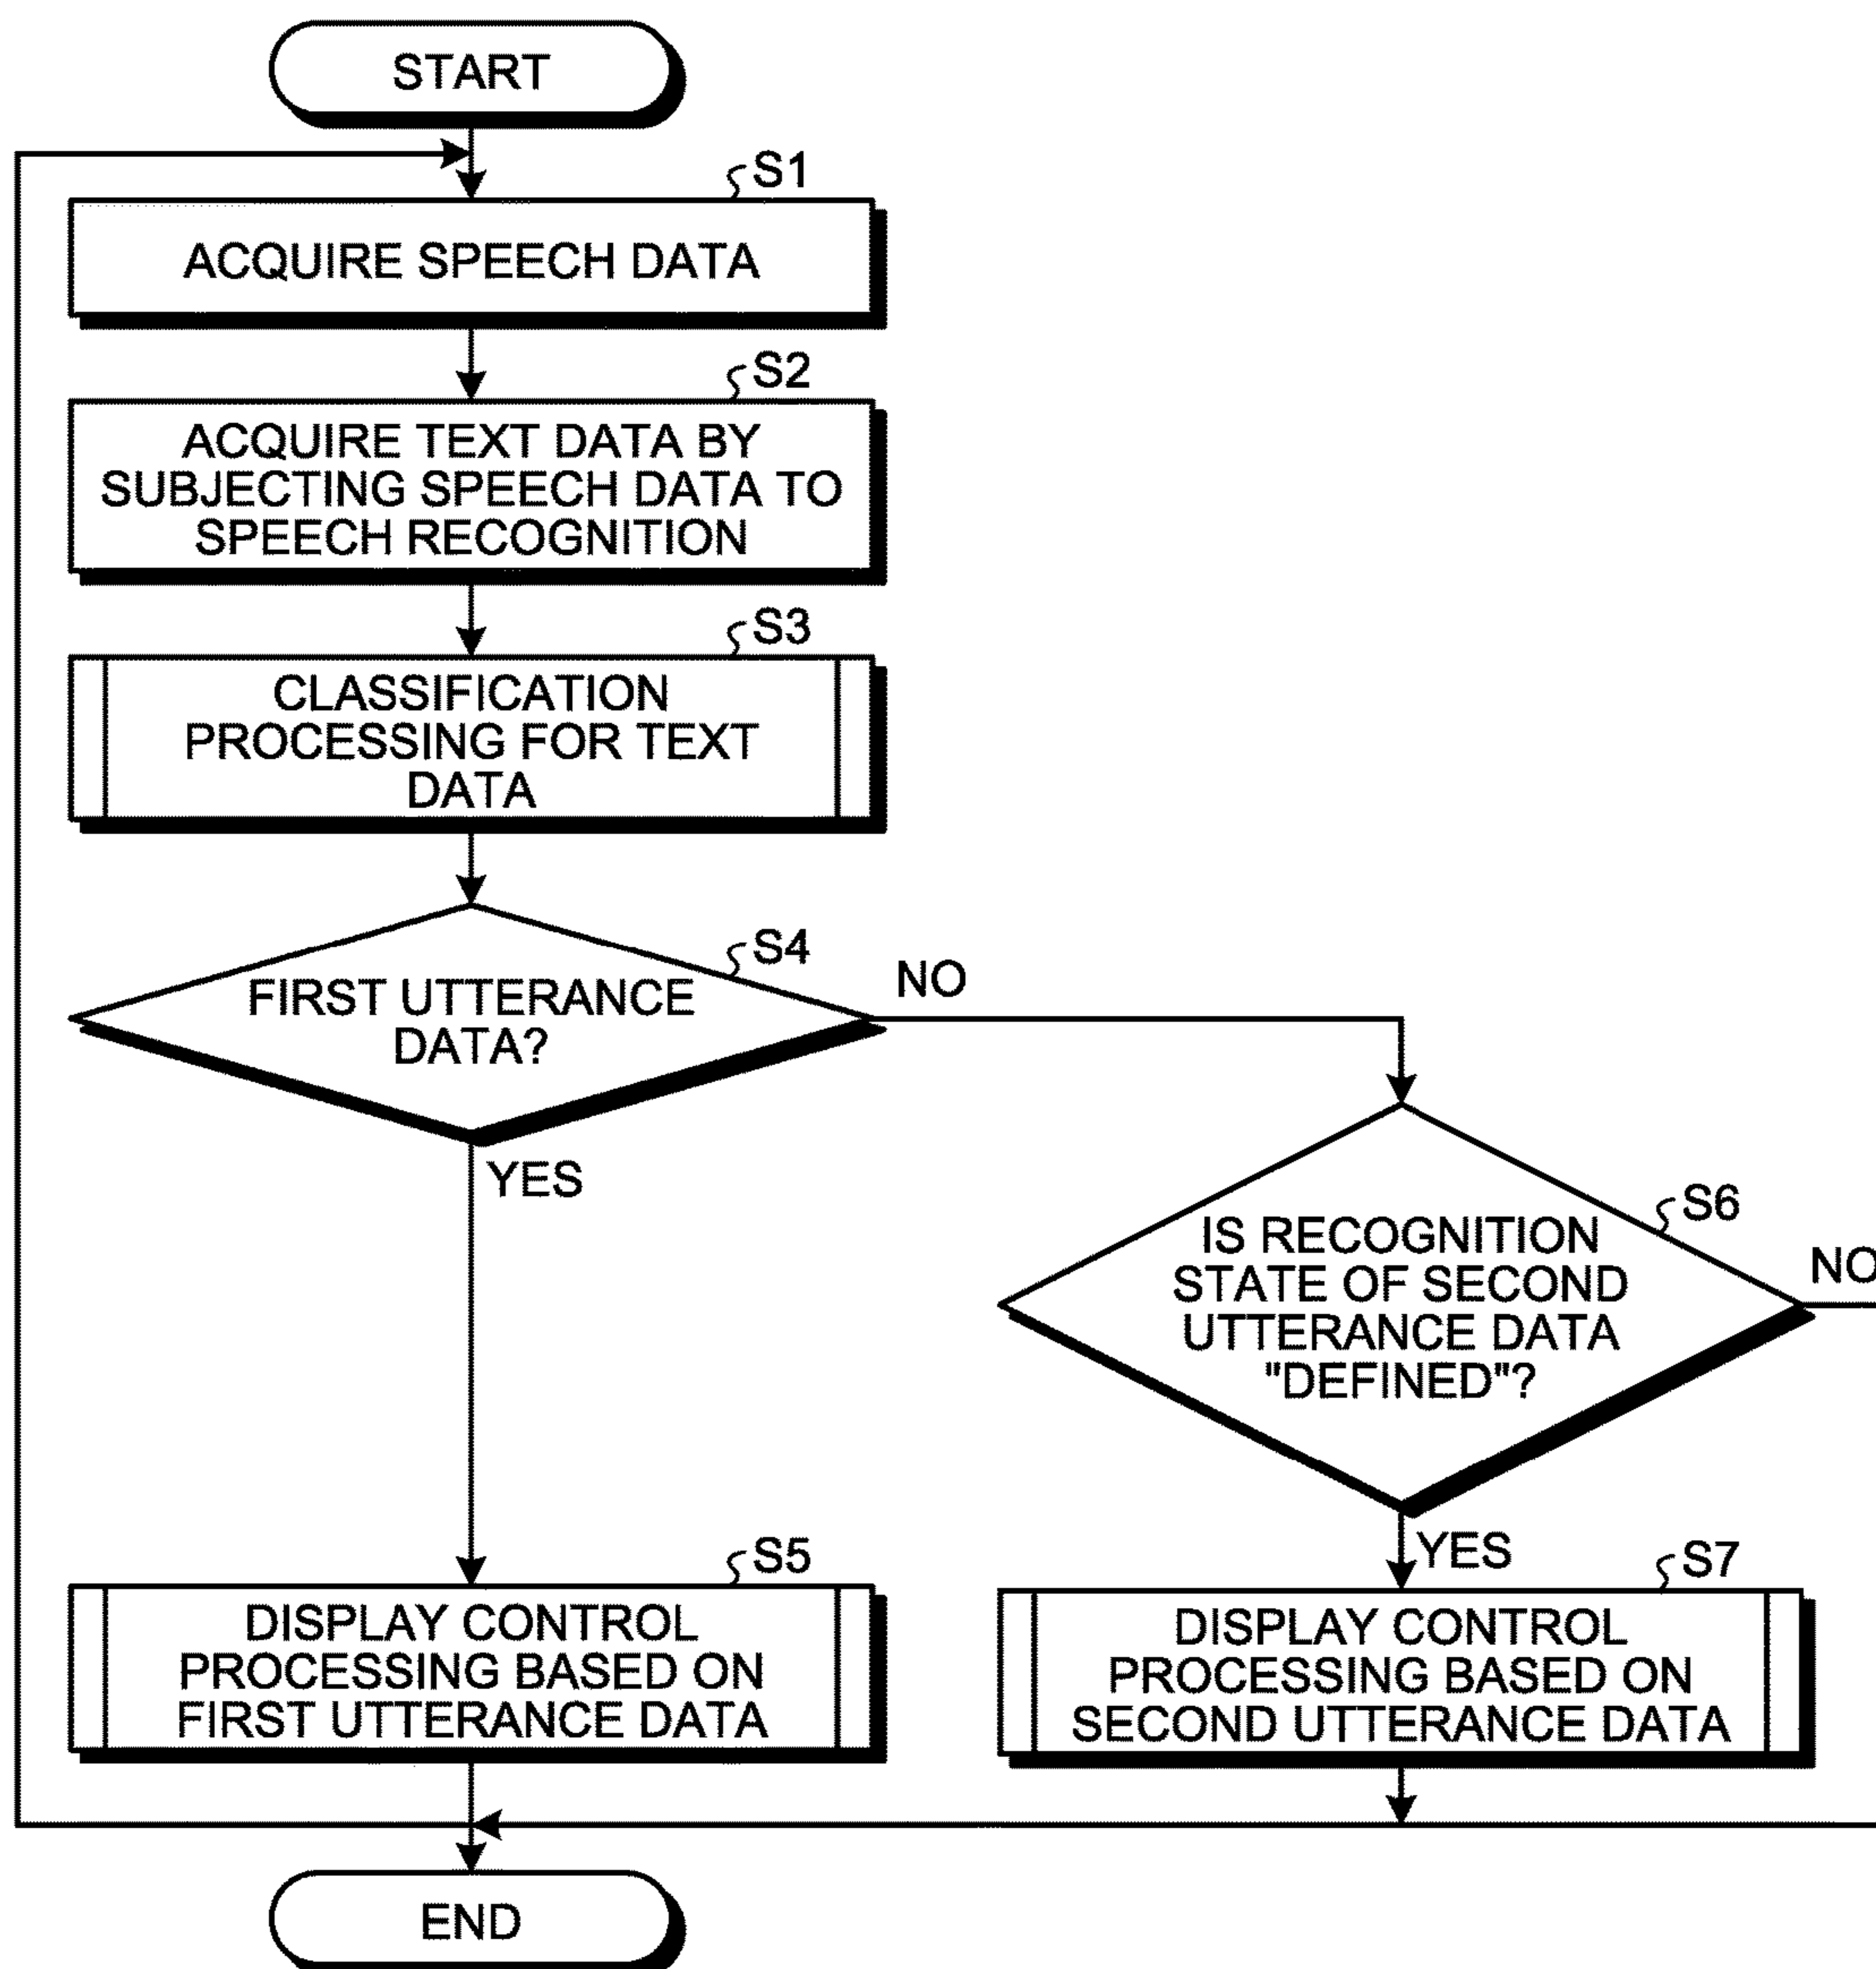 START
S1
ACQUIRE SPEECH DATA
S2
ACQUIRE TEXT DATA BY
SUBJECTING SPEECH DATA TO
SPEECH RECOGNITION
S3
CLASSIFICATION
PROCESSING FOR TEXT
DATA
S4
FIRST UTTERANCE
DATA?
NO
YES
S6
IS RECOGNITION
STATE OF SECOND
UTTERANCE DATA
"DEFINED"?
NO
YES
S5
DISPLAY CONTROL
PROCESSING BASED ON
FIRST UTTERANCE DATA
S7
DISPLAY CONTROL
PROCESSING BASED ON
SECOND UTTERANCE DATA
END